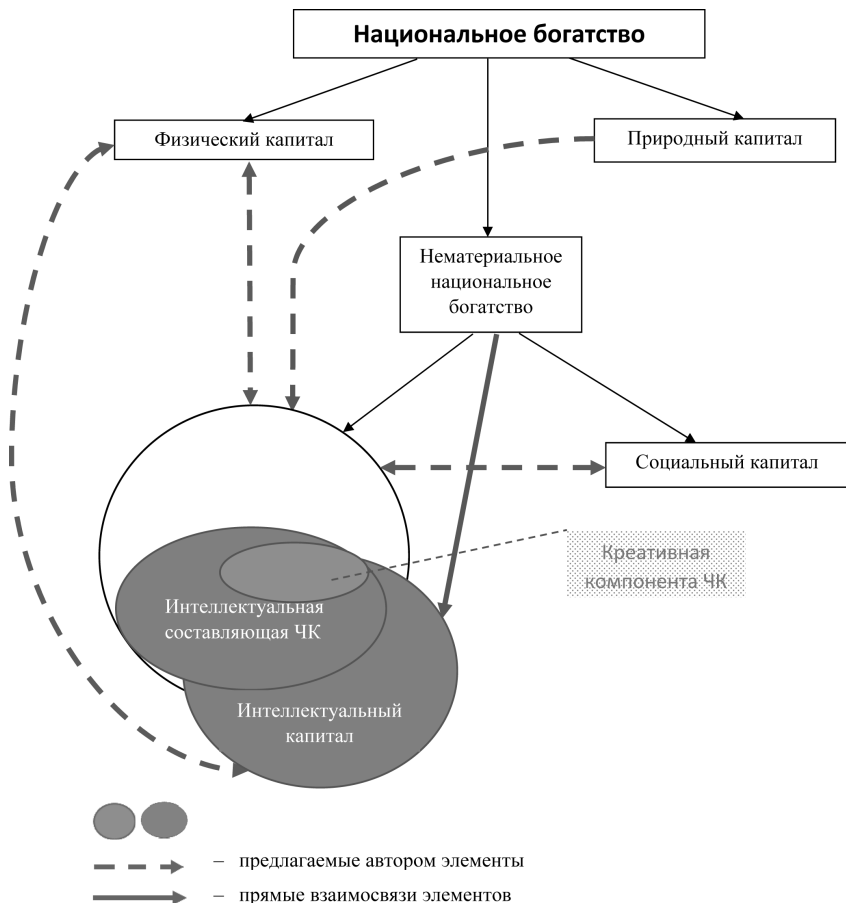 Национальное богатство
Физический капитал
Природный капитал
Нематериальное
национальное
богатство
Социальный капитал
Креативная
компонента ЧК
Интеллектуальная
составляющая ЧК
Интеллектуальный
капитал
– предлагаемые автором элементы
– прямые взаимосвязи элементов